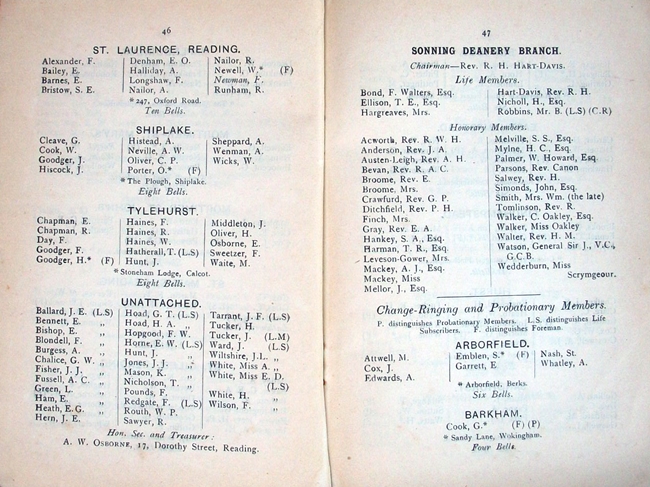 46
ST. LAURENCE, READING.
Alexander, F.
Bailey, E.
Barnes, E.
Bristow, S. E.
Denham, E. O.
Halliday, A.
Longshaw, F.
Nailor, A.
Nailor, R.
Newell, W.* (F)
Newman, F.
Runham, R.
* 247, Oxford Road.
Ten Bells.
SHIPLAKE.
Cleave, G.
Cook, W.
Goodger, J.
Hiscock, J.
Histead, A.
Neville, A. W.
Oliver, C. P.
Porter, O.* (F)
Sheppard, A.
Wenman, A.
Wicks, W.
* The Plough, Shiplake.
Eight Bells.
TYLEHURST.
Chapman, E.
Chapman, R.
Day, F.
Goodger, F.
Goodger, H.* (F)
Haines, F.
Haines, R.
Haines, W.
Hatherall, T. (L.S)
Hunt, J.
Middleton, J.
Oliver, H.
Osborne, E.
Sweetzer, F.
Waite, M.
* Stoneham Lodge, Calcot.
Eight Bells.
UNATTACHED.
Ballard, J. E. (L.S)
Bennett, E. „
Bishop, E. „
Blondell, F. „
Burgess, A. „
Chalice, G. W. „
Fisher, J. J. „
Fussell, A. C. „
Green, L. „
Ham, E. „
Heath, E. G. „
Hern, J. E. „
Hoad, G. T. (L.S)
Hoad, H. A. „
Hopgood, F. W. „
Horne, E. W. (L.S)
Hunt, J. „
Jones, J. J. „
Mason, K. „
Nicholson, T. „
Pounds, F. „
Redgate, F. (L.S)
Routh, W. P.
Sawyer, R.
Tarrant, J. F. (L.S)
Tucker, H. „
Tucker, J. (L.M)
Ward, J. (L.S)
Wiltshire, J. L. „
White, Miss A. „
White, Miss E. D.
(L.S)
White, H. „
Wilson, F. „
Hon. Sec. and Treasurer:
A. W. OSBORNE, 17, Dorothy Street, Reading.
47
SONNING DEANERY BRANCH.
Chairman—REV. R. H. HART-DAVIS.
Life Members.
Bond, F. Walters, Esq.
Ellison, T. E., Esq.
Hargreaves, Mrs.
Hart-Davis, Rev. R. H.
Nicholl, H., Esq.
Robbins, Mr. B. (L.S) (C.R)
Honorary Members.
Acworth, Rev. R. W. H.
Anderson, Rev. J. A.
Austen-Leigh, Rev. A. H.
Bevan, Rev. R. A. C.
Broome, Rev. E.
Broome, Mrs.
Crawfurd, Rev. G. P.
Ditchfield, Rev. P. H.
Finch, Mrs.
Gray, Rev. E. A.
Hankey, S. A., Esq.
Harman, T. R., Esq.
Leveson-Gower, Mrs.
Mackey, A. J., Esq.
Mackey, Miss
Mellor, J., Esq.
Melville, S. S., Esq.
Mylne, H. C., Esq.
Palmer, W. Howard, Esq.
Parsons, Rev. Canon
Salwey, Rev. H.
Simonds, John, Esq.
Smith, Mrs. Wm. (the late)
Tomlinson, Rev. R.
Walker, C. Oakley, Esq.
Walker, Miss Oakley
Walter, Rev. H. M.
Watson, General Sir J., V.C.,
G.C.B.
Wedderburn, Miss
Scrymgeour.
Change-Ringing and Probationary Members.
P. distinguishes Probationary Members. L.S. distinguishes Life
Subscribers. F. distinguishes Foreman.
ARBORFIELD.
Attwell, M.
Cox, J.
Edwards, A.
Emblen, S.* (F)
Garrett, E
Nash, St.
Whatley, A.
* Arborfield, Berks.
Six Bells.
BARKHAM.
Cook, G.* (F) (P)
* Sandy Lane, Wokingham.
Four Bells.